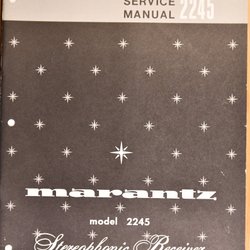 SERVICE
MANUAL 2245
marantz
model 2245
Stereophonic Receiver